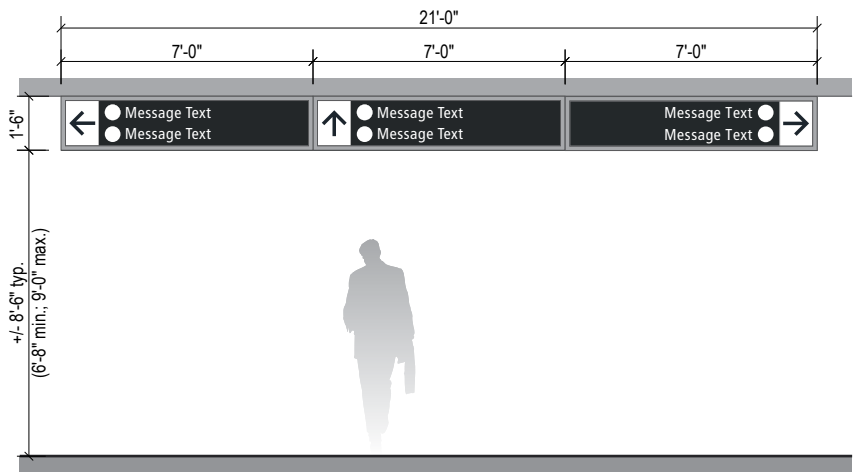 21'-0"
7'-0" 7'-0" 7'-0"
1'-6"
Message Text
Message Text
Message Text
Message Text
Message Text
Message Text
+/- 8'-6" typ.
(6'-8" min.; 9'-0" max.)